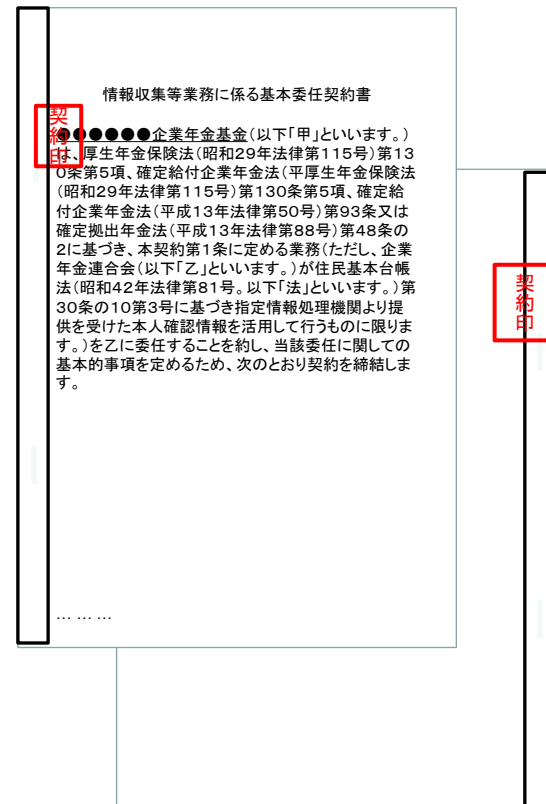 情報収集等業務に係る基本委任契約書
契約印
●●●●●●企業年金基金(以下「甲」といいます。)
は、厚生年金保険法(昭和29年法律第115号)第13
0条第5項、確定給付企業年金法(平厚生年金保険法
(昭和29年法律第115号)第130条第5項、確定給
付企業年金法(平成13年法律第50号)第93条又は
確定拠出年金法(平成13年法律第88号)第48条の
2に基づき、本契約第1条に定める業務(ただし、企業
年金連合会(以下「乙」といいます。)が住民基本台帳
法(昭和42年法律第81号。以下「法」といいます。)第
30条の10第3号に基づき指定情報処理機関より提
供を受けた本人確認情報を活用して行うものに限りま
す。)を乙に委任することを約し、当該委任に関しての
基本的事項を定めるため、次のとおり契約を締結しま
す。
… … …
契約印